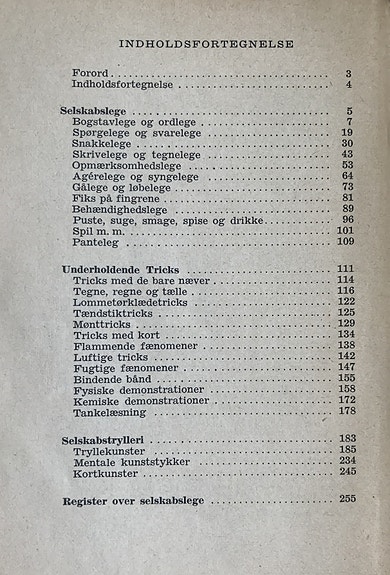 INDHOLDSFORTEGNELSE
Forord 3
Indholdsfortegnelse 4
Selskabslege 5
Bogstavlege og ordlege 7
Spørgelege og svarelege 19
Snakkelege 30
Skrivelege og tegnelege 43
Opmærksomhedslege 53
Agérelege og syngelege 64
Gålege og løbelege 73
Fiks på fingrene 81
Behændighedslege 89
Puste, suge, smage, spise og drikke 96
Spil m. m. 101
Panteleg 109
Underholdende Tricks 111
Tricks med de bare næver 114
Tegne, regne og tælle 116
Lommetørklædetricks 122
Tændstiktricks 125
Mønttricks 129
Tricks med kort 134
Flammende fænomener 138
Luftige tricks 142
Fugtige fænomener 147
Bindende bånd 155
Fysiske demonstrationer 158
Kemiske demonstrationer 172
Tankelæsning 178
Selskabstrylleri 183
Tryllekunster 185
Mentale kunststykker 234
Kortkunster 245
Register over selskabslege 255